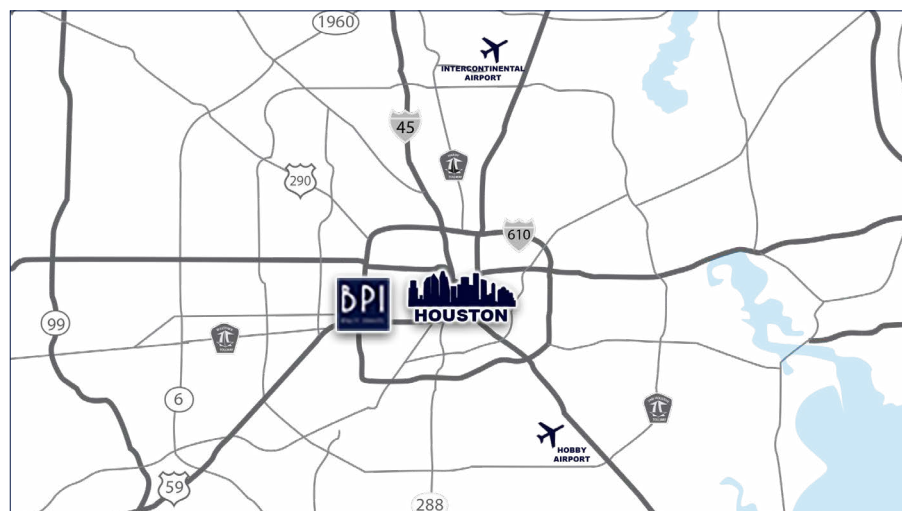 1960
INTERCONTINENTAL
AIRPORT
45
290
610
BPI
HOUSTON
99
6
HOBBY
AIRPORT
59
288